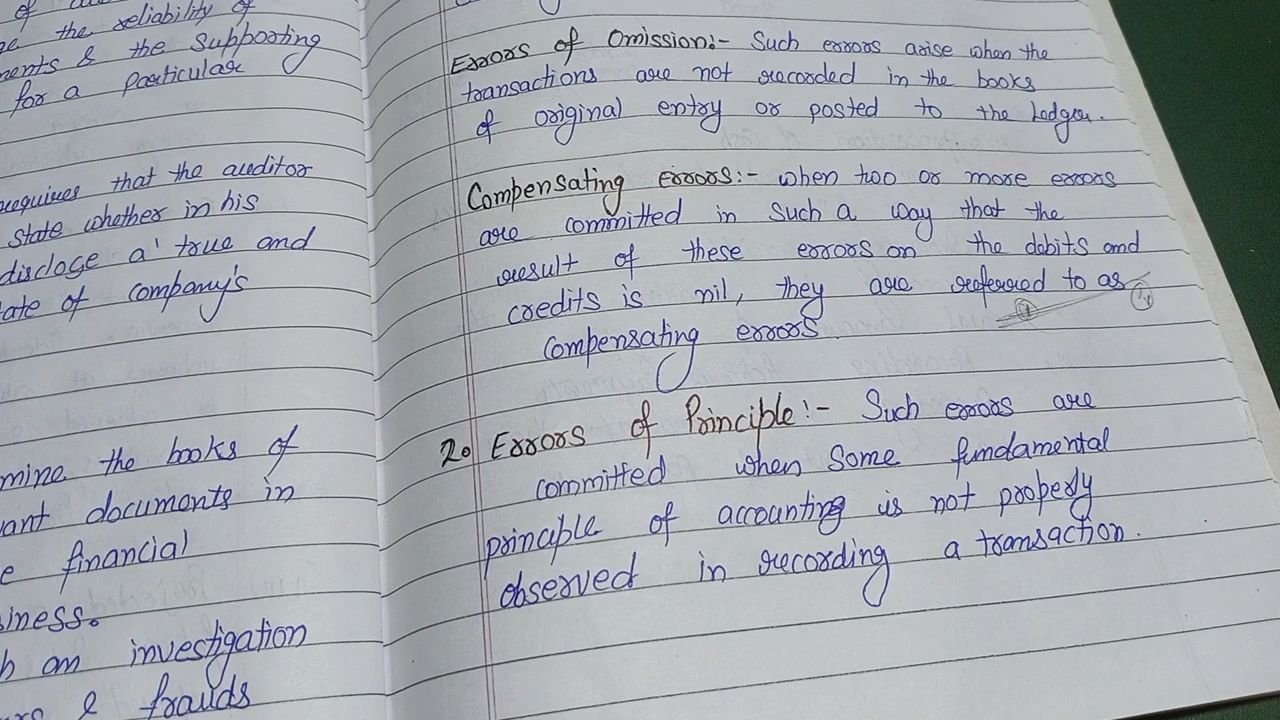 the reliability of
ments & the supporting
for a particular
requires that the auditor
state whether in his
discloge a' true and
ate of company's
mine the books of
ant documents in
e financial
siness.
h an investigation
& frauds
Errors of Omission:- Such errors arise when the
transactions are not recorded in the books
of original entry or posted to the Ledger.
Compensating errors:- when two or more errors
are committed in such a way that the
result of these errors on the debits and
credits is nil, they are referred to as
compensating errors
2. Errors of Principle:- Such errors are
committed when some fundamental
principle of accounting is not properly
observed in recording a transaction.